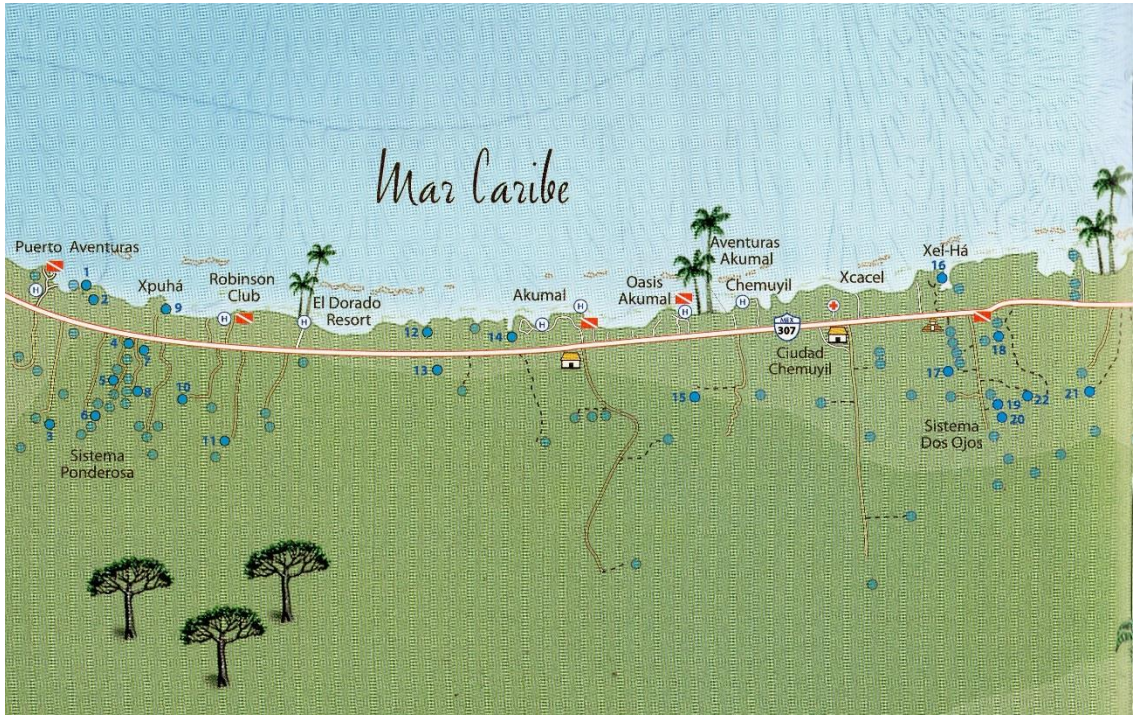 Mar Caribe
Puerto Aventuras
1
2
Xpuhá
9
Robinson
Club
El Dorado
Resort
Akumal
12
14
13
Oasis
Akumal
Aventuras
Akumal
Chemuyil
Xcacel
Xel-Há
16
MEX
307
Ciudad
Chemuyil
H
H
H
H
H
H
H
4
7
5
8
10
6
3
11
Sistema
Ponderosa
15
17
18
19
20
22
21
Sistema
Dos Ojos